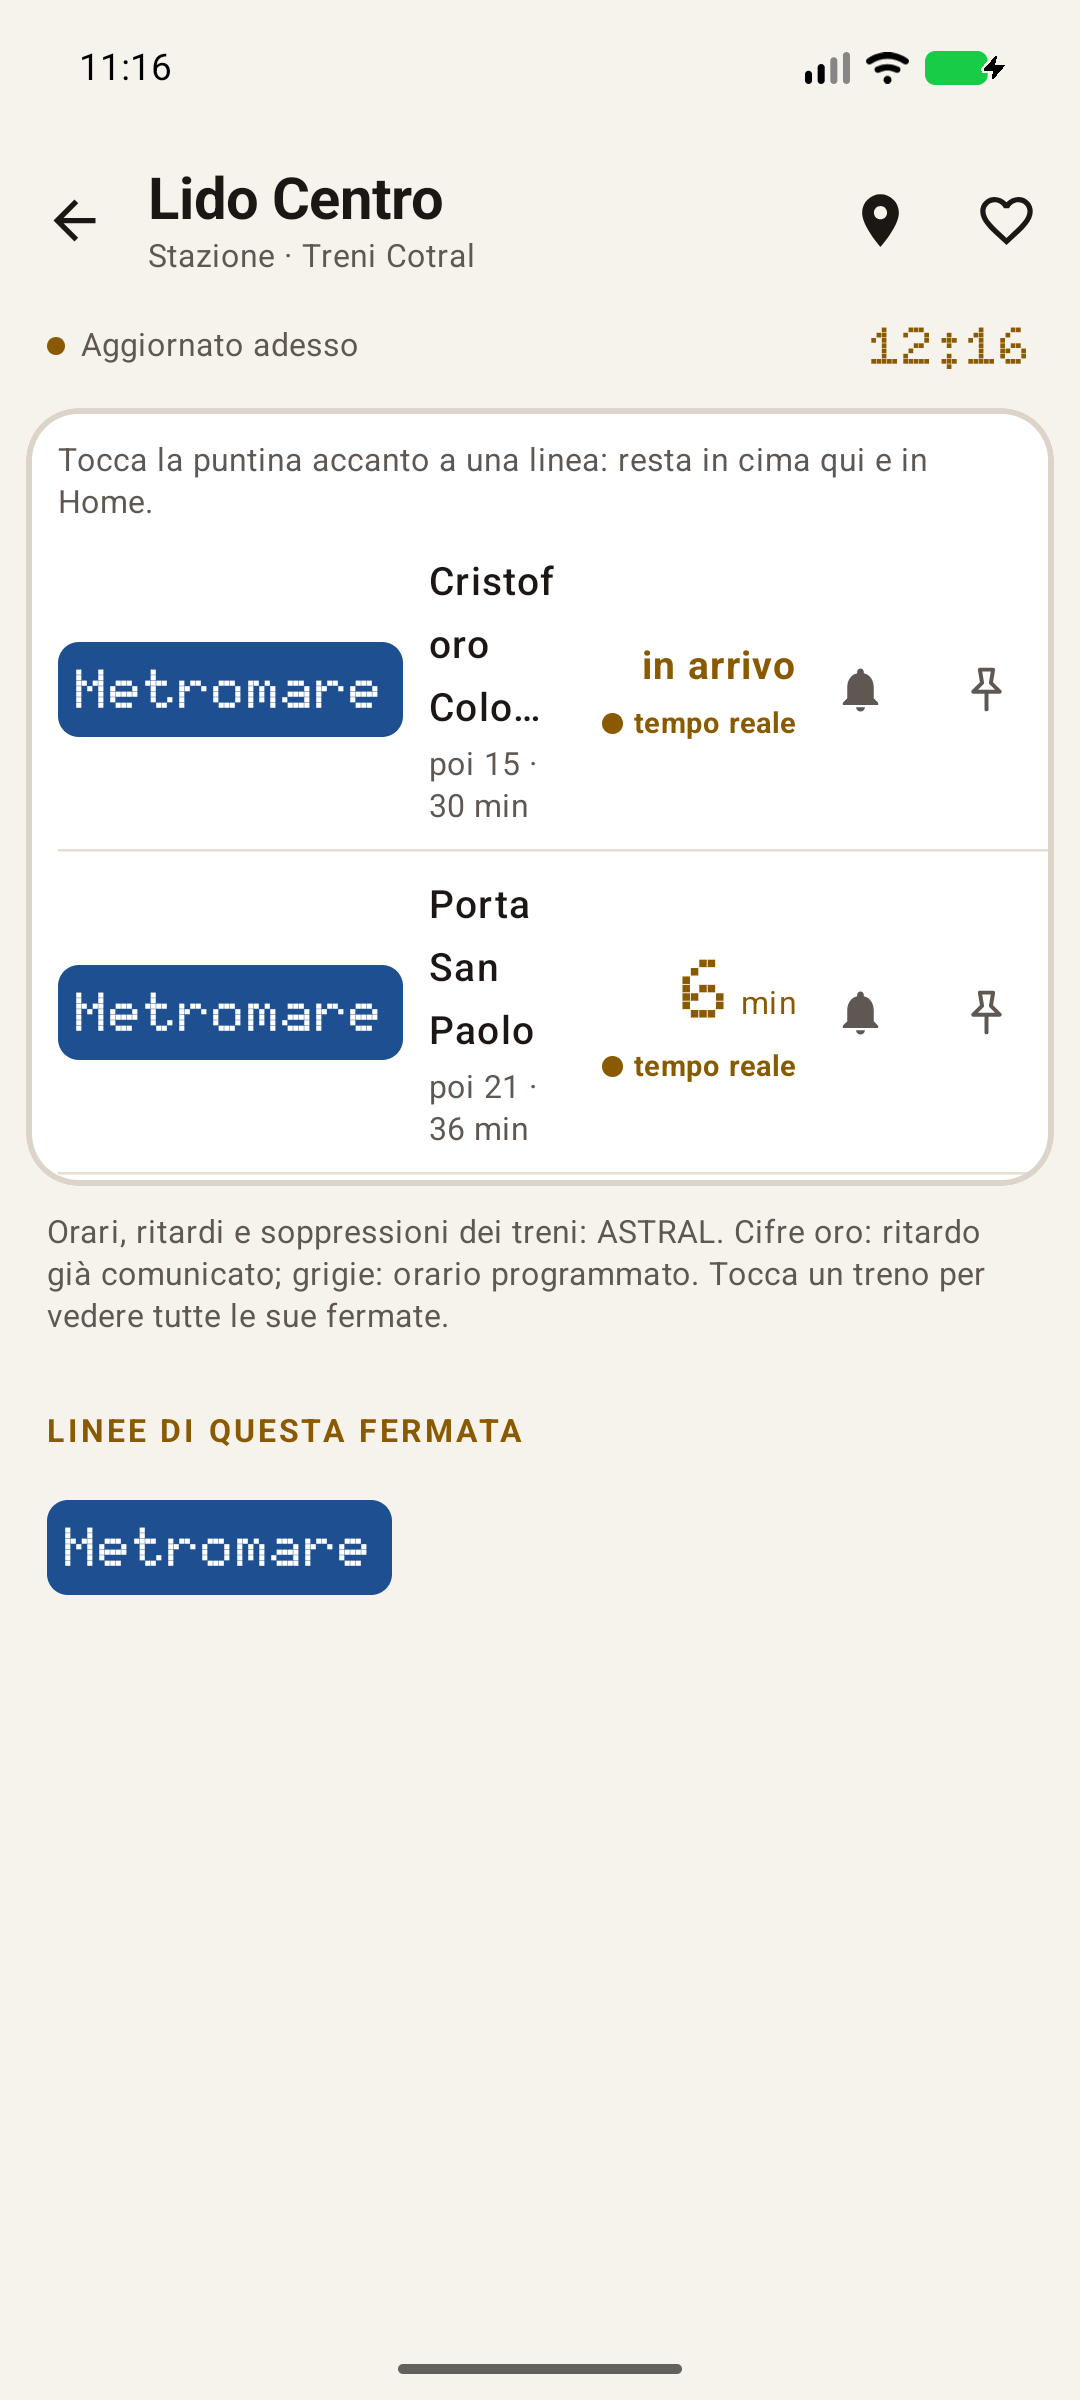 11:16
Lido Centro
Stazione · Treni Cotral
Aggiornato adesso
12:16
Tocca la puntina accanto a una linea: resta in cima qui e in
Home.
Metromare
Cristof
oro
Colo…
poi 15 ·
30 min
in arrivo
tempo reale
Metromare
Porta
San
Paolo
poi 21 ·
36 min
6 min
tempo reale
Orari, ritardi e soppressioni dei treni: ASTRAL. Cifre oro: ritardo
già comunicato; grigie: orario programmato. Tocca un treno per
vedere tutte le sue fermate.
LINEE DI QUESTA FERMATA
Metromare